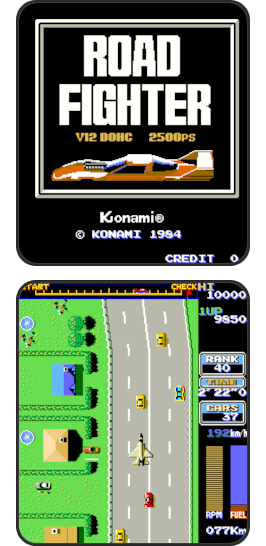 ROAD
FIGHTER
V12 DOHC 2500PS
Konami®
© KONAMI 1984
CREDIT 0
TART CHECK HI
10000
1UP
9850
RANK
40
TIME
2'22"0
CARS
37
192km/h
RPM FUEL
077Km